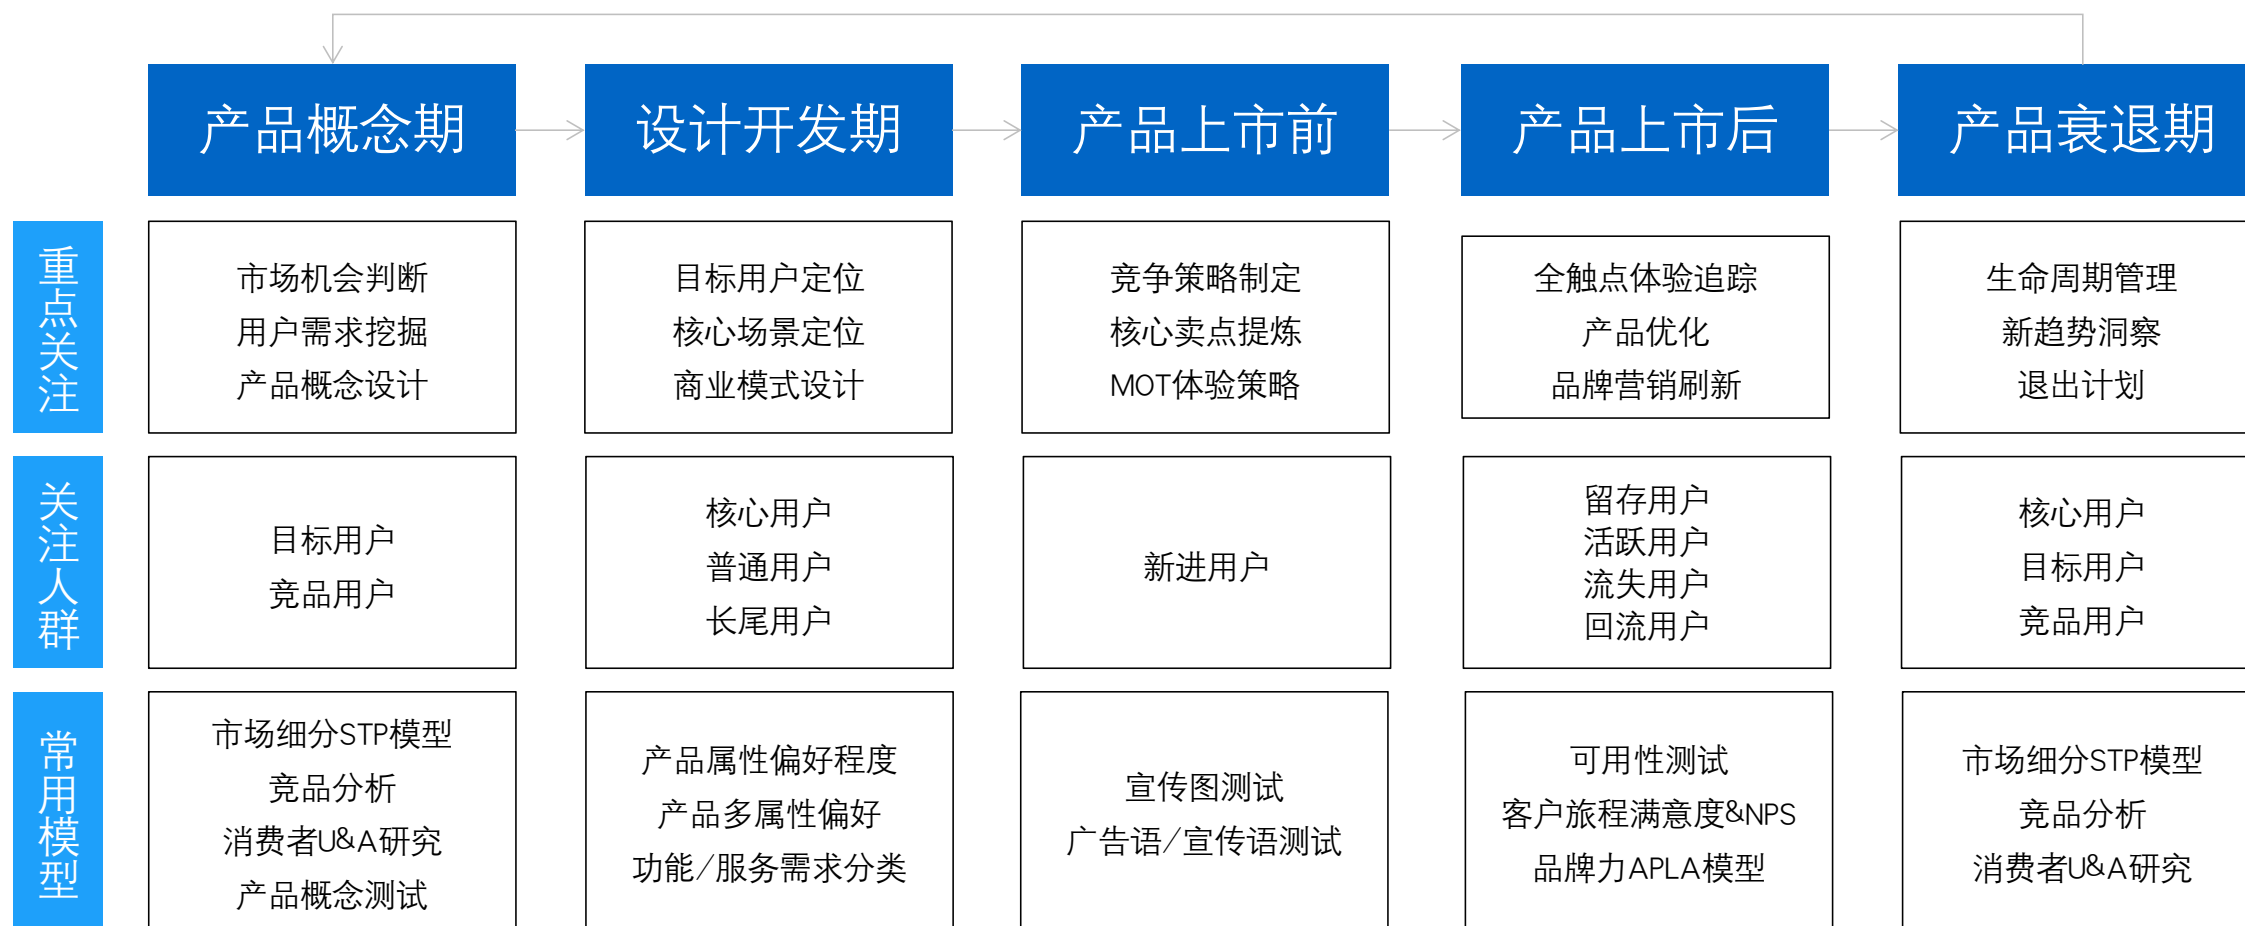 产品概念期
设计开发期
产品上市前
产品上市后
产品衰退期
重点关注
市场机会判断
用户需求挖掘
产品概念设计
目标用户定位
核心场景定位
商业模式设计
竞争策略制定
核心卖点提炼
MOT体验策略
全触点体验追踪
产品优化
品牌营销刷新
生命周期管理
新趋势洞察
退出计划
关注人群
目标用户
竞品用户
核心用户
普通用户
长尾用户
新进用户
留存用户
活跃用户
流失用户
回流用户
核心用户
目标用户
竞品用户
常用模型
市场细分STP模型
竞品分析
消费者U&A研究
产品概念测试
产品属性偏好程度
产品多属性偏好
功能/服务需求分类
宣传图测试
广告语/宣传语测试
可用性测试
客户旅程满意度&NPS
品牌力APLA模型
市场细分STP模型
竞品分析
消费者U&A研究